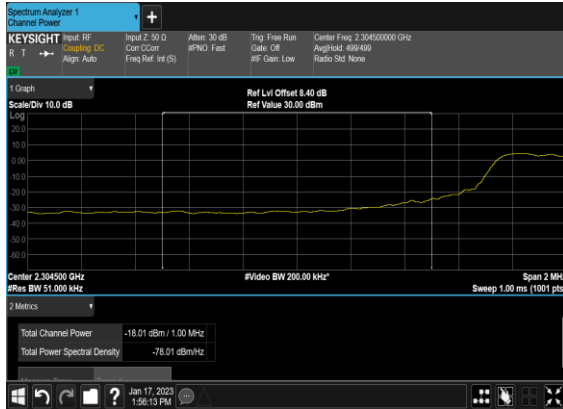 Spectrum Analyzer 1
Channel Power
+
KEYSIGHT Input: RF Input Z: 50 Ω Atten: 30 dB Trig: Free Run Center Freq: 2.304500000 GHz
R T Coupling: DC Corr CCorr #PNO: Fast Gate: Off Avg|Hold: 499/499
Align: Auto Freq Ref: Int (S) #IF Gain: Low Radio Std: None
1 Graph
Ref Lvl Offset 8.40 dB
Scale/Div 10.0 dB Ref Value 30.00 dBm
Log
20.0
10.0
0.00
-10.0
-20.0
-30.0
-40.0
-50.0
-60.0
Center 2.304500 GHz #Video BW 200.00 kHz* Span 2 MHz
#Res BW 51.000 kHz Sweep 1.00 ms (1001 pts)
2 Metrics
Total Channel Power -18.01 dBm / 1.00 MHz
Total Power Spectral Density -78.01 dBm/Hz
? Jan 17, 2023
1:56:13 PM